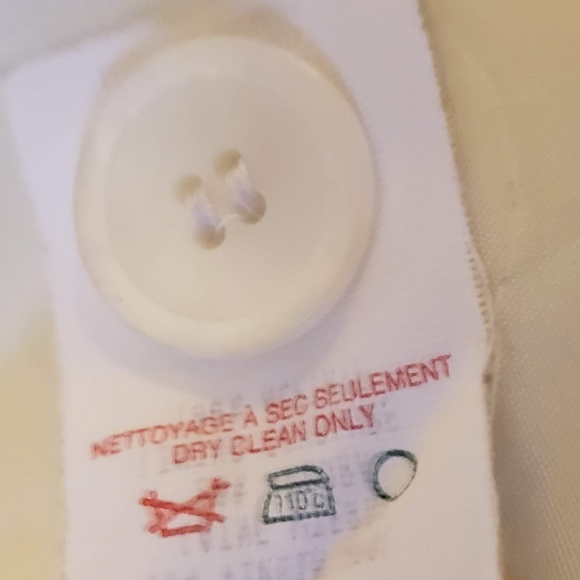 NETTOYAGE À SEC SEULEMENT
DRY CLEAN ONLY
110 C